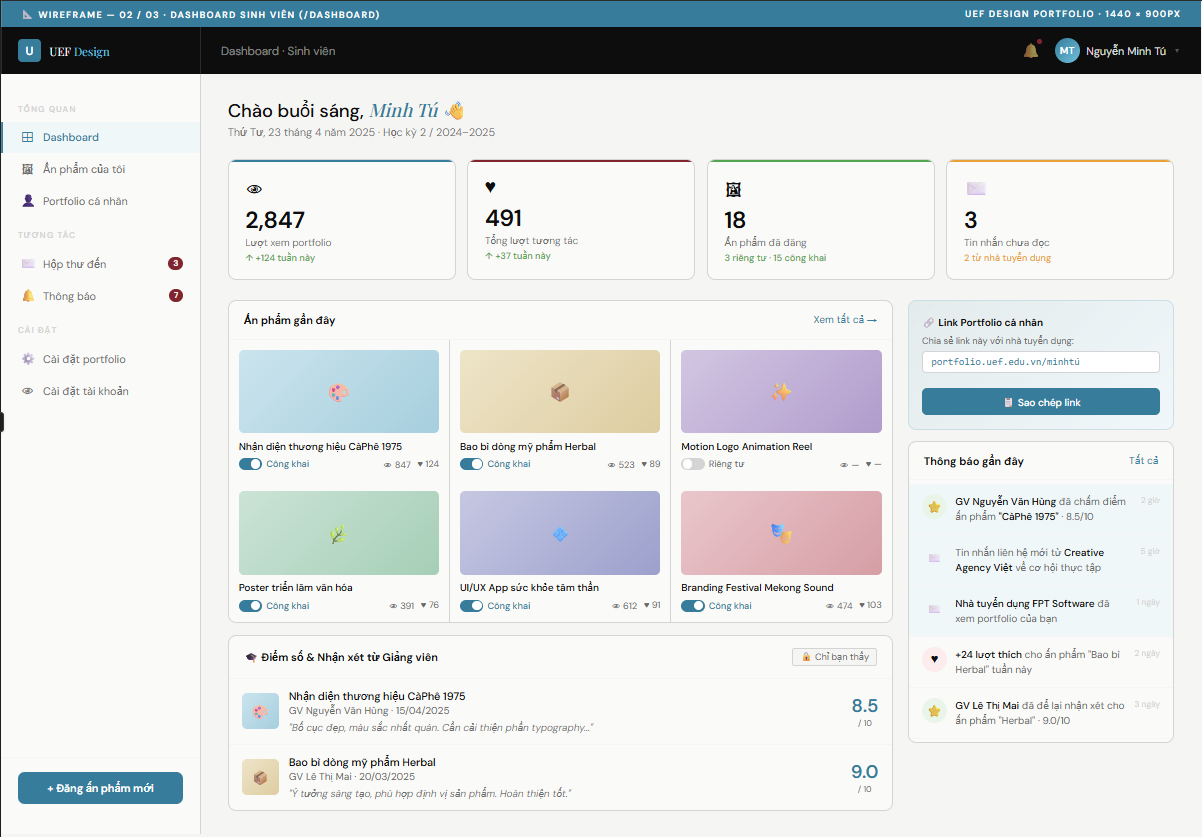 WIREFRAME — 02 / 03 · DASHBOARD SINH VIÊN (/DASHBOARD)
UEF DESIGN PORTFOLIO · 1440 × 900PX
U UEF Design
Dashboard · Sinh viên
MT Nguyễn Minh Tú
TỔNG QUAN
Dashboard
Ấn phẩm của tôi
Portfolio cá nhân
TƯƠNG TÁC
Hộp thư đến 3
Thông báo 7
CÀI ĐẶT
Cài đặt portfolio
Cài đặt tài khoản
+ Đăng ấn phẩm mới
Chào buổi sáng, Minh Tú 👋
Thứ Tư, 23 tháng 4 năm 2025 · Học kỳ 2 / 2024–2025
2,847
Lượt xem portfolio
↑ +124 tuần này
491
Tổng lượt tương tác
↑ +37 tuần này
18
Ấn phẩm đã đăng
3 riêng tư · 15 công khai
3
Tin nhắn chưa đọc
2 từ nhà tuyển dụng
Ấn phẩm gần đây
Xem tất cả →
Nhận diện thương hiệu CàPhê 1975
Công khai 847 ♥ 124
Bao bì dòng mỹ phẩm Herbal
Công khai 523 ♥ 89
Motion Logo Animation Reel
Riêng tư — ♥ —
Poster triển lãm văn hóa
Công khai 391 ♥ 76
UI/UX App sức khỏe tâm thần
Công khai 612 ♥ 91
Branding Festival Mekong Sound
Công khai 474 ♥ 103
Điểm số & Nhận xét từ Giảng viên
Chỉ bạn thấy
Nhận diện thương hiệu CàPhê 1975
GV Nguyễn Văn Hùng · 15/04/2025
"Bố cục đẹp, màu sắc nhất quán. Cần cải thiện phần typography..."
8.5
/ 10
Bao bì dòng mỹ phẩm Herbal
GV Lê Thị Mai · 20/03/2025
"Ý tưởng sáng tạo, phù hợp định vị sản phẩm. Hoàn thiện tốt."
9.0
/ 10
Link Portfolio cá nhân
Chia sẻ link này với nhà tuyển dụng:
portfolio.uef.edu.vn/minhtú
Sao chép link
Thông báo gần đây
Tất cả
GV Nguyễn Văn Hùng đã chấm điểm
ấn phẩm "CàPhê 1975" · 8.5/10
2 giờ
Tin nhắn liên hệ mới từ Creative
Agency Việt về cơ hội thực tập
5 giờ
Nhà tuyển dụng FPT Software đã
xem portfolio của bạn
1 ngày
+24 lượt thích cho ấn phẩm "Bao bì
Herbal" tuần này
2 ngày
GV Lê Thị Mai đã để lại nhận xét cho
ấn phẩm "Herbal" · 9.0/10
3 ngày